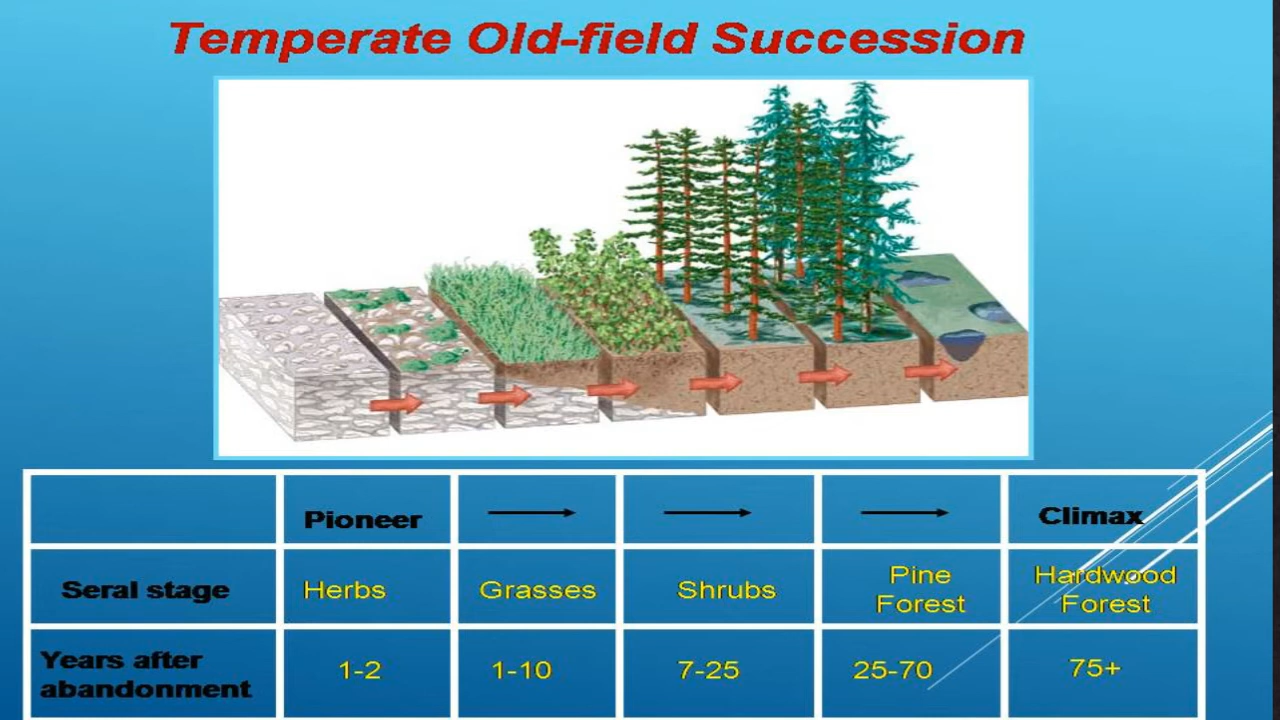 Temperate Old-field Succession
Pioneer
Climax
Seral stage
Herbs
Grasses
Shrubs
Pine
Forest
Hardwood
Forest
Years after
abandonment
1-2
1-10
7-25
25-70
75+